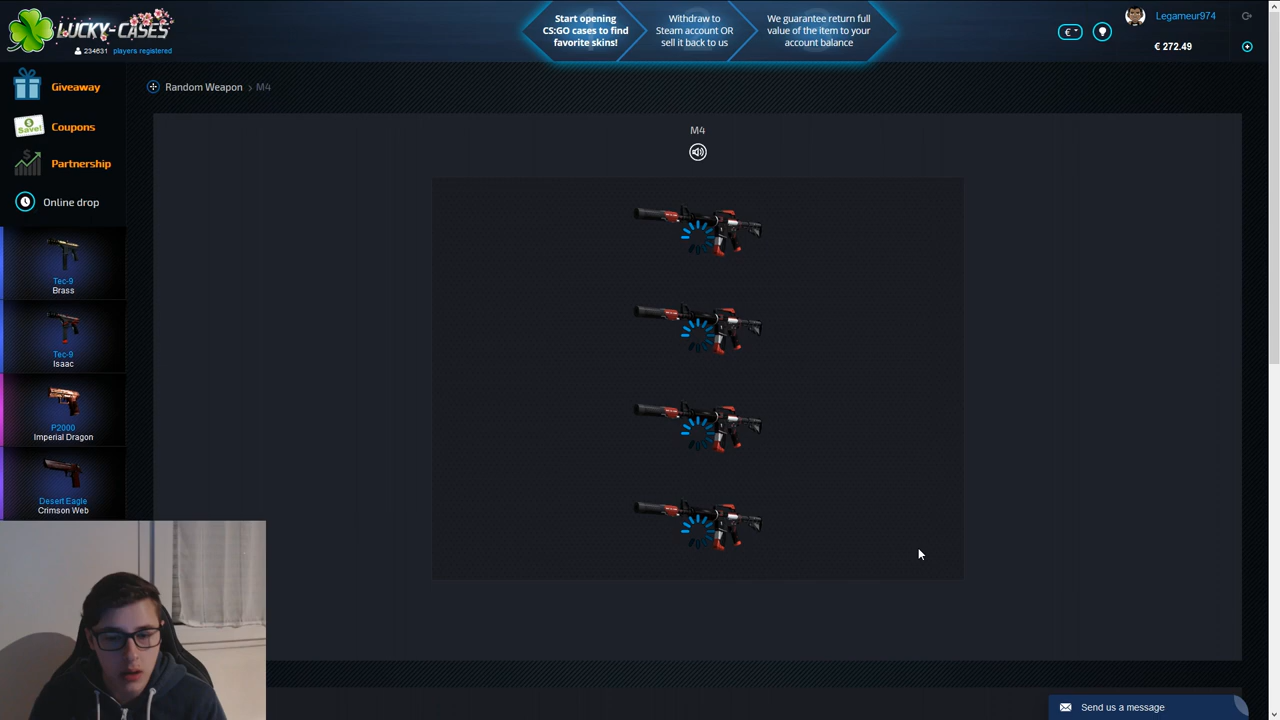 LUCKY-CASES
234631 players registered
Start opening
CS:GO cases to find
favorite skins!
Withdraw to
Steam account OR
sell it back to us
We guarantee return full
value of the item to your
account balance
€
Legameur974
€ 272.49
Giveaway
Save!
Coupons
Partnership
Online drop
Random Weapon › M4
M4
Tec-9
Brass
Tec-9
Isaac
P2000
Imperial Dragon
Desert Eagle
Crimson Web
Send us a message